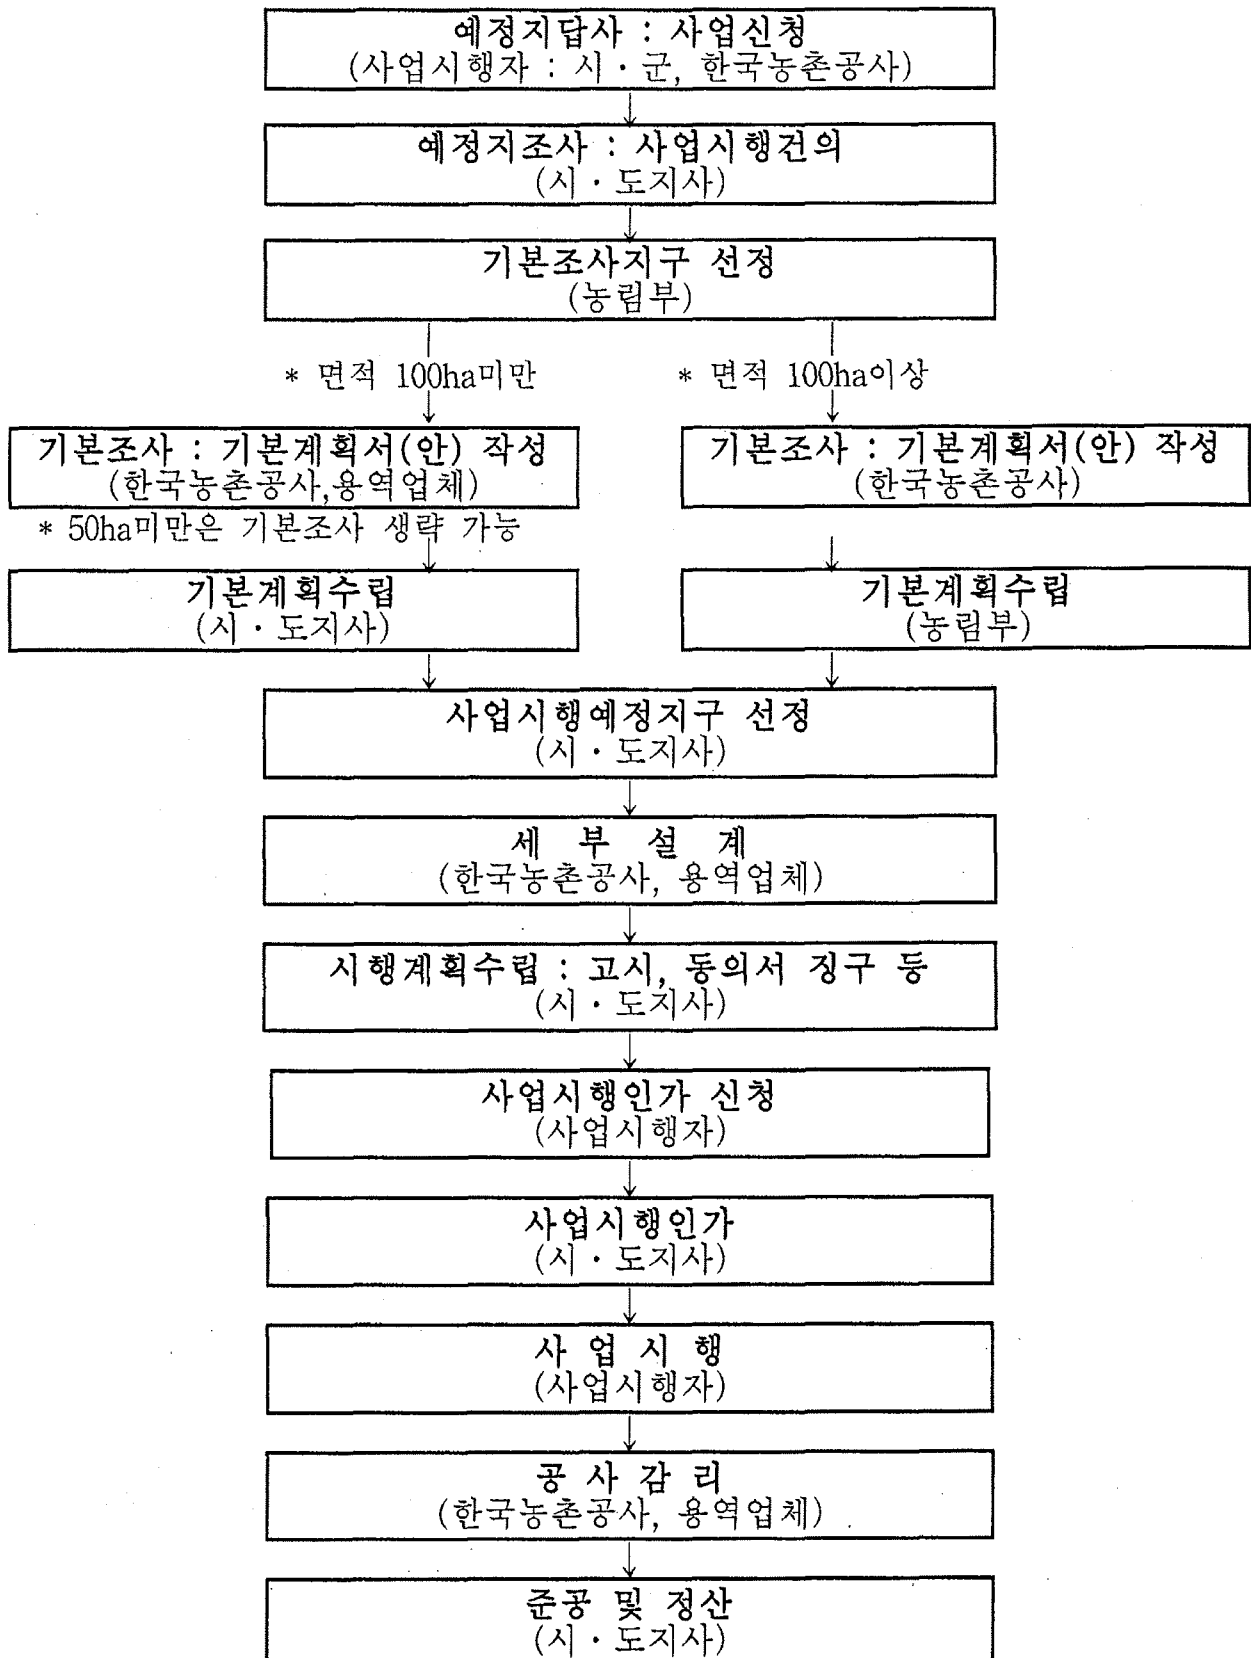 예정지답사 : 사업신청
(사업시행자 : 시·군, 한국농촌공사)
예정지조사 : 사업시행건의
(시·도지사)
기본조사지구 선정
(농림부)
* 면적 100ha미만
* 면적 100ha이상
기본조사 : 기본계획서(안) 작성
(한국농촌공사,용역업체)
* 50ha미만은 기본조사 생략 가능
기본계획수립
(시·도지사)
기본조사 : 기본계획서(안) 작성
(한국농촌공사)
기본계획수립
(농림부)
사업시행예정지구 선정
(시·도지사)
세 부 설 계
(한국농촌공사, 용역업체)
시행계획수립 : 고시, 동의서 징구 등
(시·도지사)
사업시행인가 신청
(사업시행자)
사업시행인가
(시·도지사)
사 업 시 행
(사업시행자)
공 사 감 리
(한국농촌공사, 용역업체)
준공 및 정산
(시·도지사)